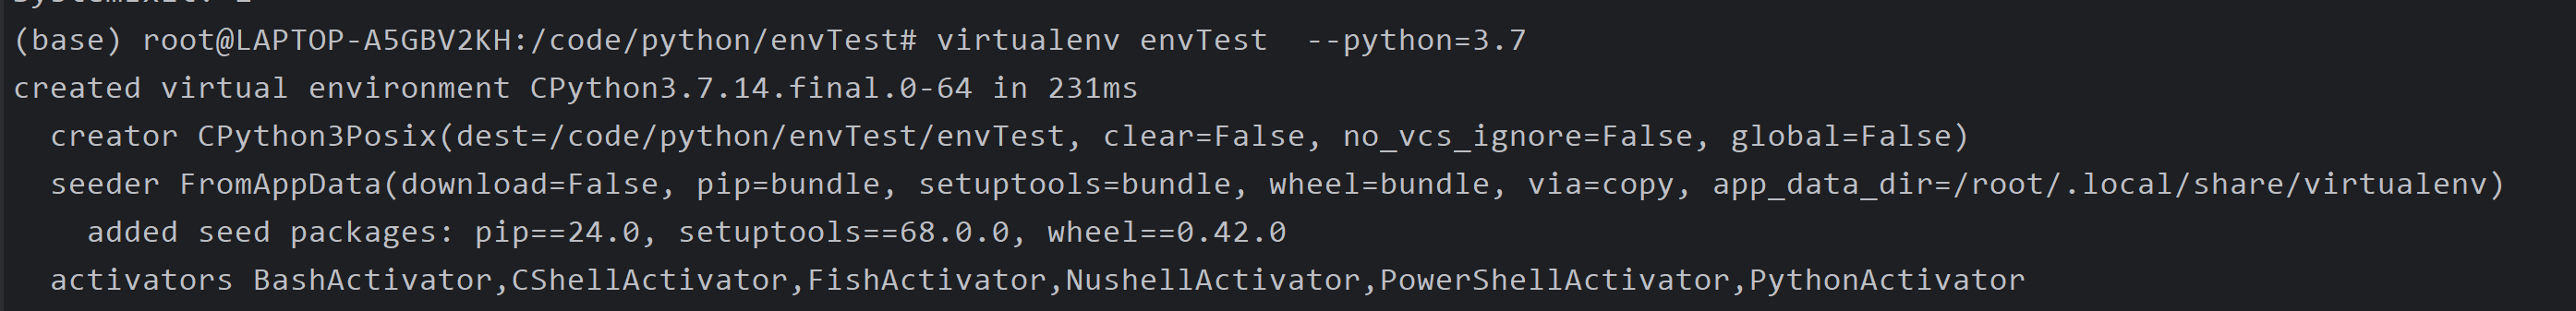 (base) root@LAPTOP-A5GBV2KH:/code/python/envTest# virtualenv envTest  --python=3.7
created virtual environment CPython3.7.14.final.0-64 in 231ms
  creator CPython3Posix(dest=/code/python/envTest/envTest, clear=False, no_vcs_ignore=False, global=False)
  seeder FromAppData(download=False, pip=bundle, setuptools=bundle, wheel=bundle, via=copy, app_data_dir=/root/.local/share/virtualenv)
    added seed packages: pip==24.0, setuptools==68.0.0, wheel==0.42.0
  activators BashActivator,CShellActivator,FishActivator,NushellActivator,PowerShellActivator,PythonActivator